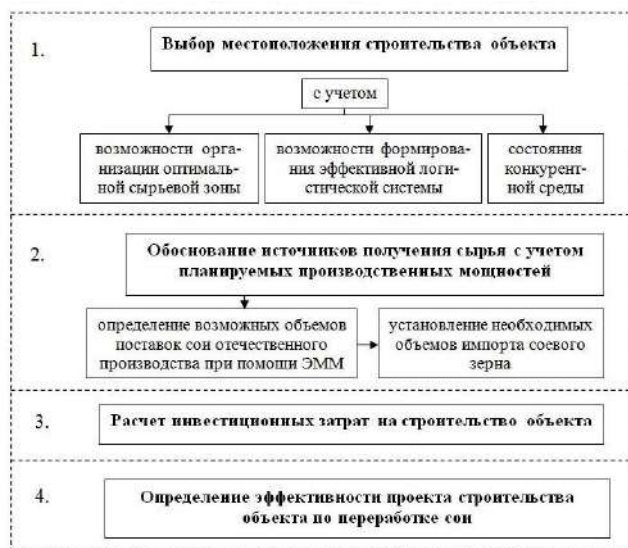 1.
Выбор местоположения строительства объекта
с учетом
возможности орга-
низации оптималь-
ной сырьевой зоны
возможности формирова-
ния эффективной логи-
стической системы
состояния
конкурент-
ной среды
2.
Обоснование источников получения сырья с учетом
планируемых производственных мощностей
определение возможных объемов
поставок сои отечественного
производства при помощи ЭММ
установление необходимых
объемов импорта соевого
зерна
3.
Расчет инвестиционных затрат на строительство объекта
4.
Определение эффективности проекта строительства
объекта по переработке сои